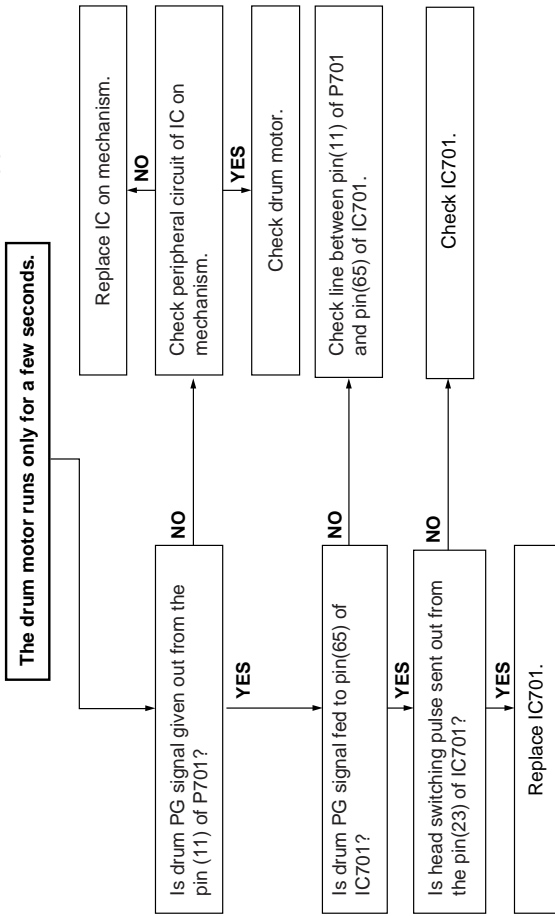 The drum motor runs only for a few seconds.
Is drum PG signal given out from the
pin (11) of P701?
NO
YES
Check peripheral circuit of IC on
mechanism.
NO
Replace IC on mechanism.
YES
Check drum motor.
Is drum PG signal fed to pin(65) of
IC701?
NO
YES
Check line between pin(11) of P701
and pin(65) of IC701.
Is head switching pulse sent out from
the pin(23) of IC701?
NO
YES
Check IC701.
Replace IC701.